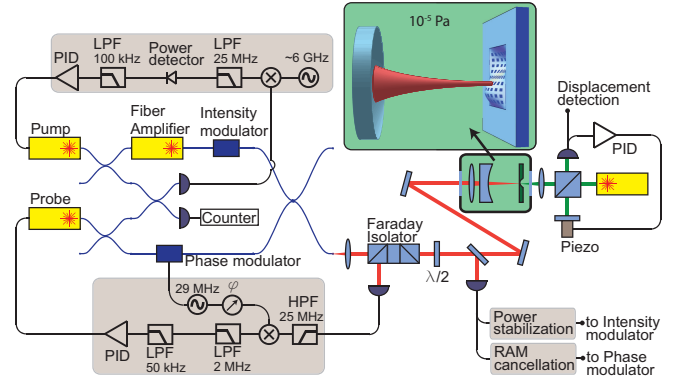 PID
LPF
100 kHz
Power
detector
LPF
25 MHz
~6 GHz
10-5 Pa
Displacement
detection
PID
Pump
Fiber
Amplifier
Intensity
modulator
Probe
Counter
Phase modulator
Faraday
Isolator
λ/2
Piezo
29 MHz
φ
HPF
25 MHz
PID
LPF
50 kHz
LPF
2 MHz
Power
stabilization
to Intensity
modulator
RAM
cancellation
to Phase
modulator